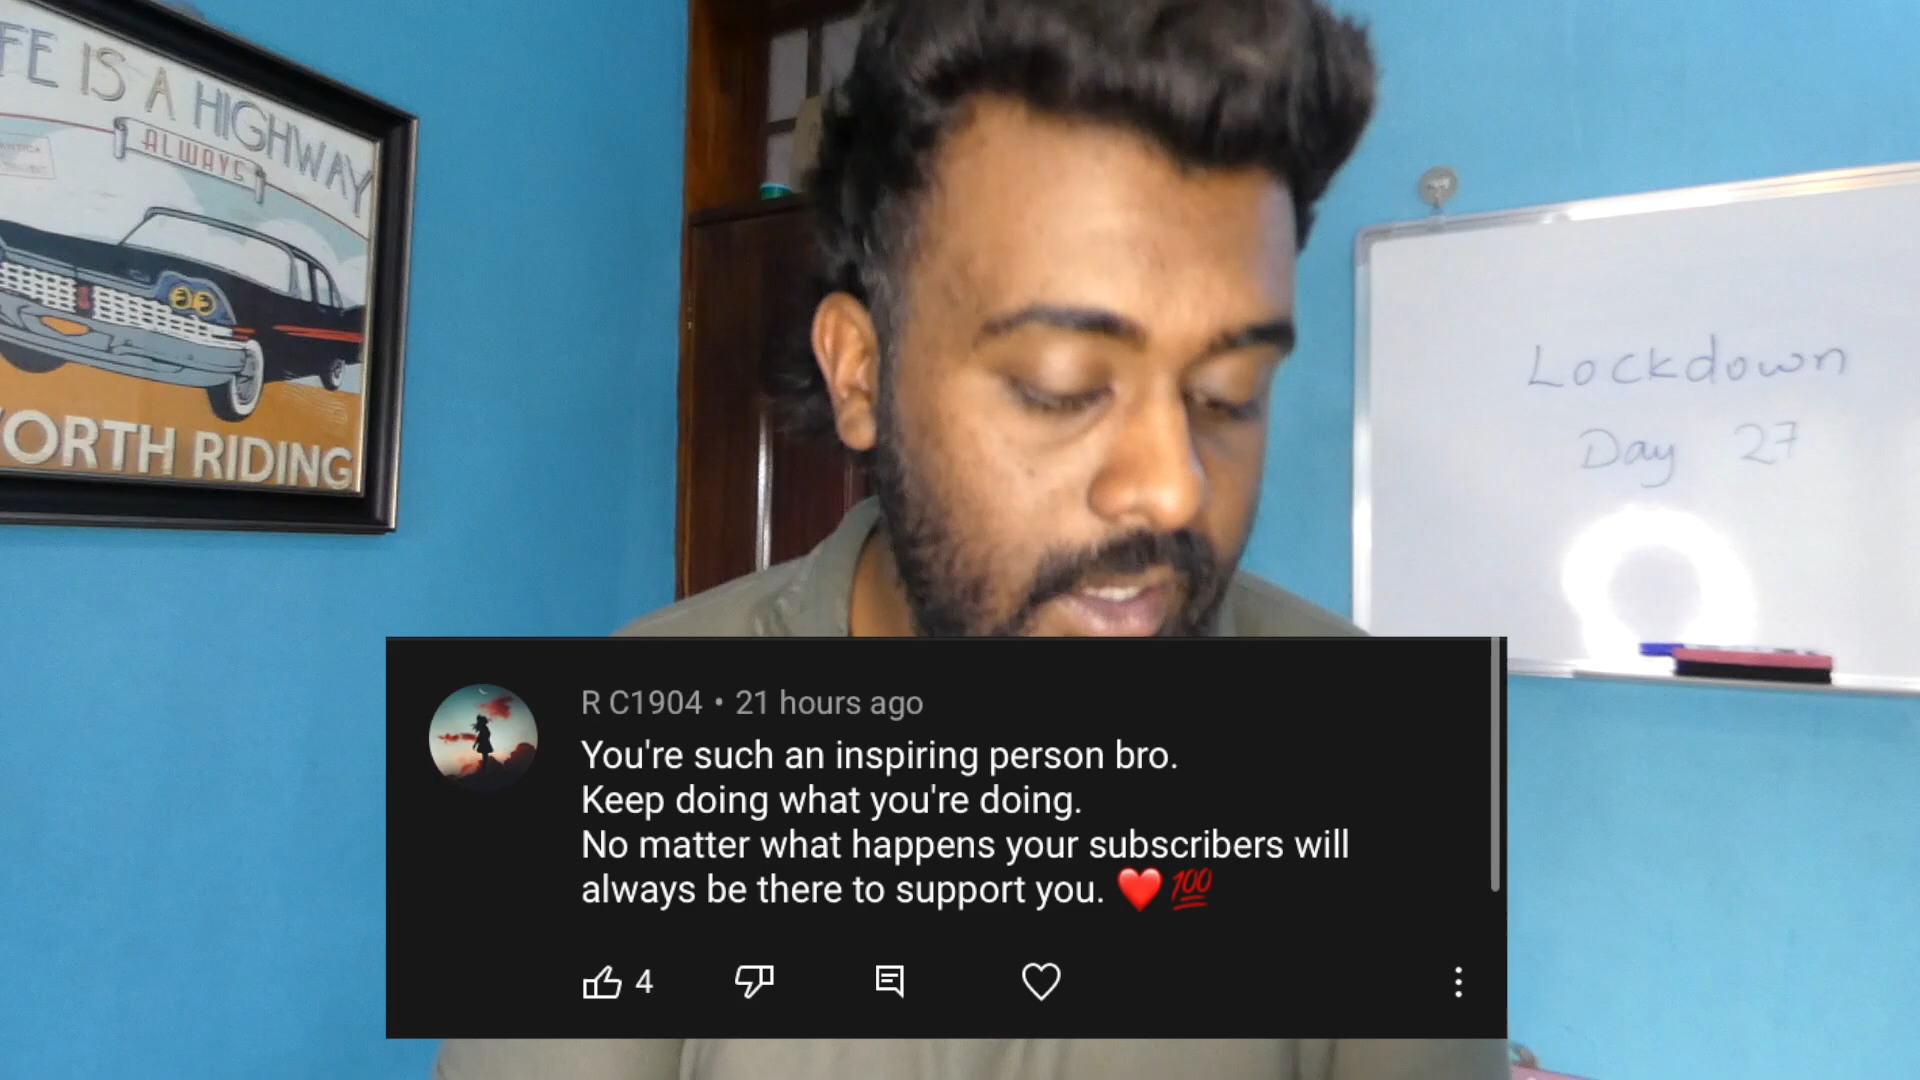 FE IS A HIGHWAY
ALWAYS
ORTH RIDING
Lockdown
Day 27
R C1904 • 21 hours ago
You're such an inspiring person bro.
Keep doing what you're doing.
No matter what happens your subscribers will
always be there to support you. ❤️💯
4